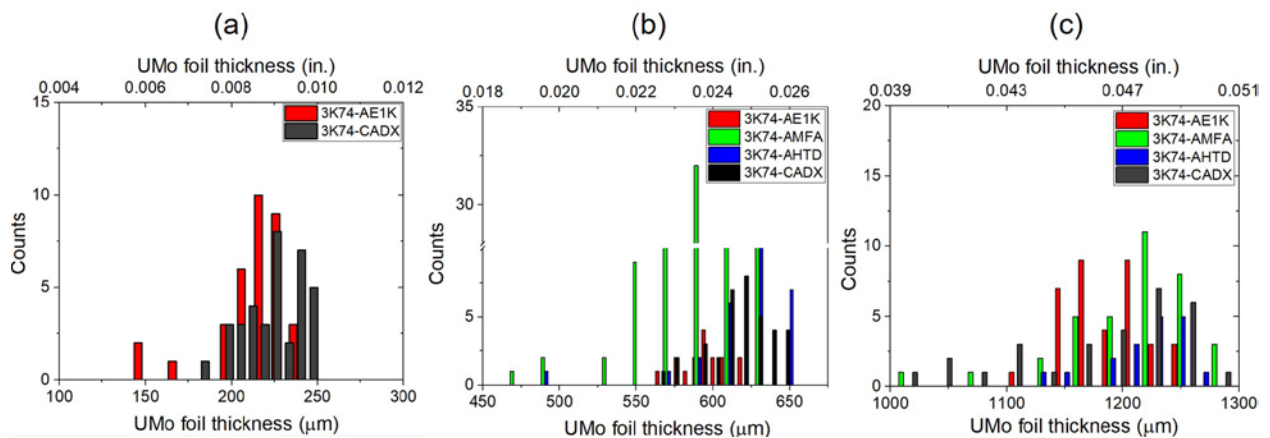 (a)
UMo foil thickness (in.)
0.004 0.006 0.008 0.010 0.012
15
10
5
0
Counts
3K74-AE1K
3K74-CADX
100 150 200 250 300
UMo foil thickness (μm)
(b)
UMo foil thickness (in.)
0.018 0.020 0.022 0.024 0.026
35
30
5
0
Counts
3K74-AE1K
3K74-AMFA
3K74-AHTD
3K74-CADX
450 500 550 600 650
UMo foil thickness (μm)
(c)
UMo foil thickness (in.)
0.039 0.043 0.047 0.051
20
15
10
5
0
Counts
3K74-AE1K
3K74-AMFA
3K74-AHTD
3K74-CADX
1000 1100 1200 1300
UMo foil thickness (μm)